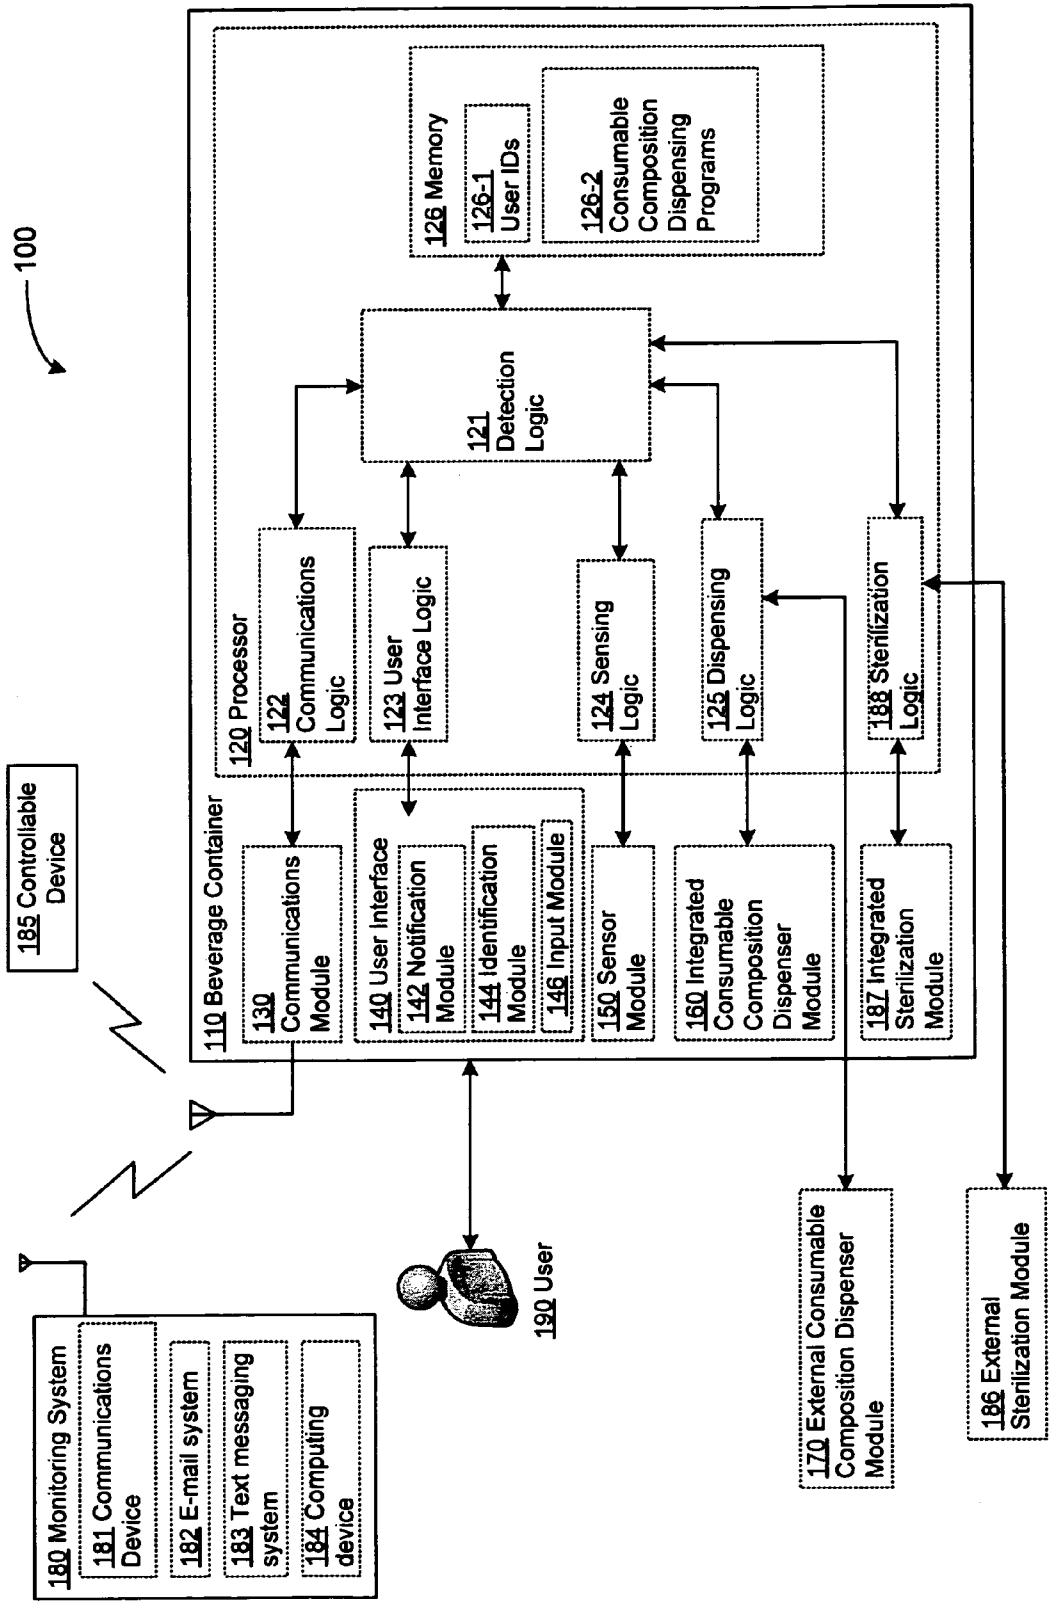 100
185 Controllable
Device
180 Monitoring System
181 Communications
Device
182 E-mail system
183 Text messaging
system
184 Computing
device
190 User
170 External Consumable
Composition Dispenser
Module
186 External
Sterilization Module
110 Beverage Container
130
Communications
Module
140 User Interface
142 Notification
Module
144 Identification
Module
146 Input Module
150 Sensor
Module
160 Integrated
Consumable
Composition
Dispenser
Module
187 Integrated
Sterilization
Module
120 Processor
122
Communications
Logic
123 User
Interface Logic
124 Sensing
Logic
125 Dispensing
Logic
188 Sterilization
Logic
121
Detection
Logic
126 Memory
126-1
User IDs
126-2
Consumable
Composition
Dispensing
Programs